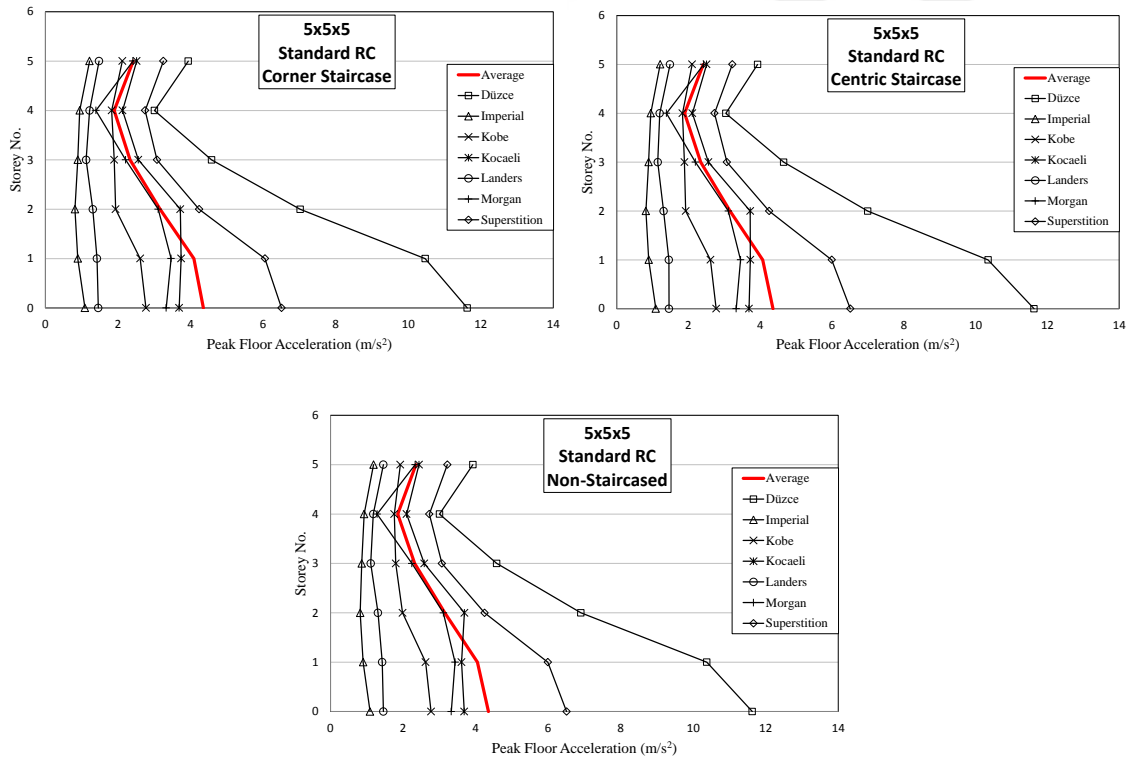 5x5x5
Standard RC
Corner Staircase
Storey No.
6
5
4
3
2
1
0
0 2 4 6 8 10 12 14
Peak Floor Acceleration (m/s²)
Average
Düzce
Imperial
Kobe
Kocaeli
Landers
Morgan
Superstition
5x5x5
Standard RC
Centric Staircase
Storey No.
6
5
4
3
2
1
0
0 2 4 6 8 10 12 14
Peak Floor Acceleration (m/s²)
Average
Düzce
Imperial
Kobe
Kocaeli
Landers
Morgan
Superstition
5x5x5
Standard RC
Non-Staircased
Storey No.
6
5
4
3
2
1
0
0 2 4 6 8 10 12 14
Peak Floor Acceleration (m/s²)
Average
Düzce
Imperial
Kobe
Kocaeli
Landers
Morgan
Superstition